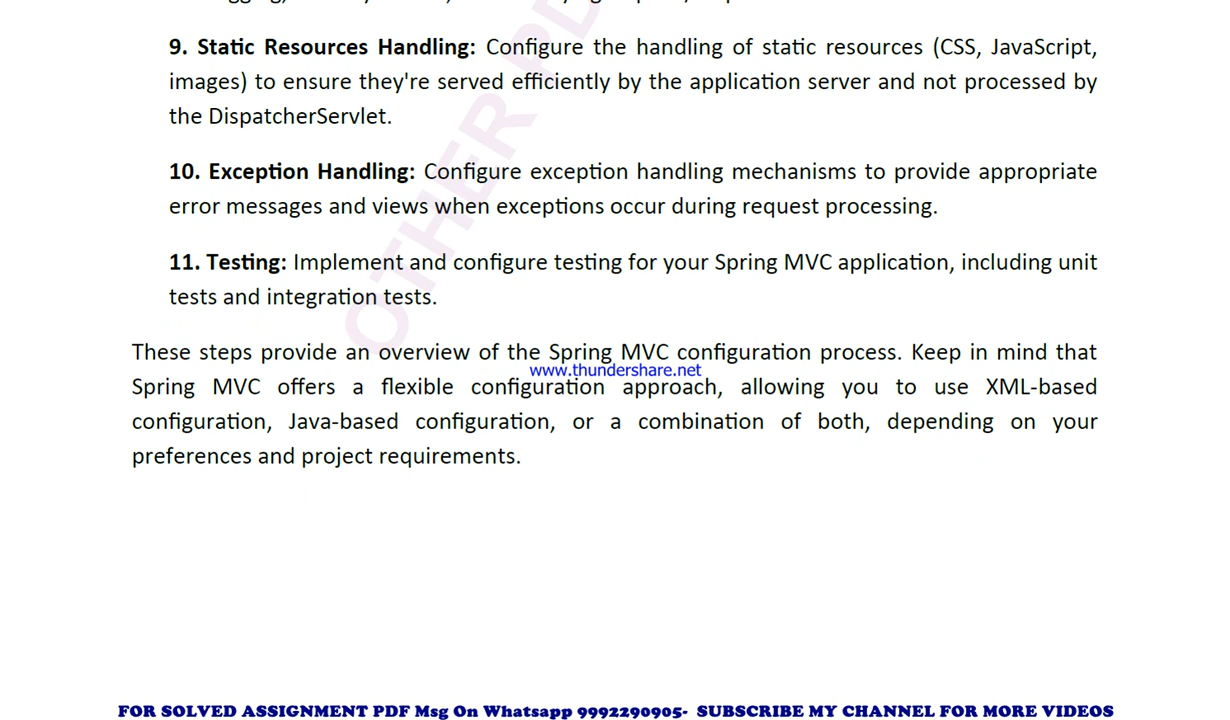 9. Static Resources Handling: Configure the handling of static resources (CSS, JavaScript,
images) to ensure they're served efficiently by the application server and not processed by
the DispatcherServlet.
10. Exception Handling: Configure exception handling mechanisms to provide appropriate
error messages and views when exceptions occur during request processing.
11. Testing: Implement and configure testing for your Spring MVC application, including unit
tests and integration tests.
These steps provide an overview of the Spring MVC configuration process. Keep in mind that
www.thundershare.net
Spring MVC offers a flexible configuration approach, allowing you to use XML-based
configuration, Java-based configuration, or a combination of both, depending on your
preferences and project requirements.
OTHER
FOR SOLVED ASSIGNMENT PDF Msg On Whatsapp 9992290905- SUBSCRIBE MY CHANNEL FOR MORE VIDEOS